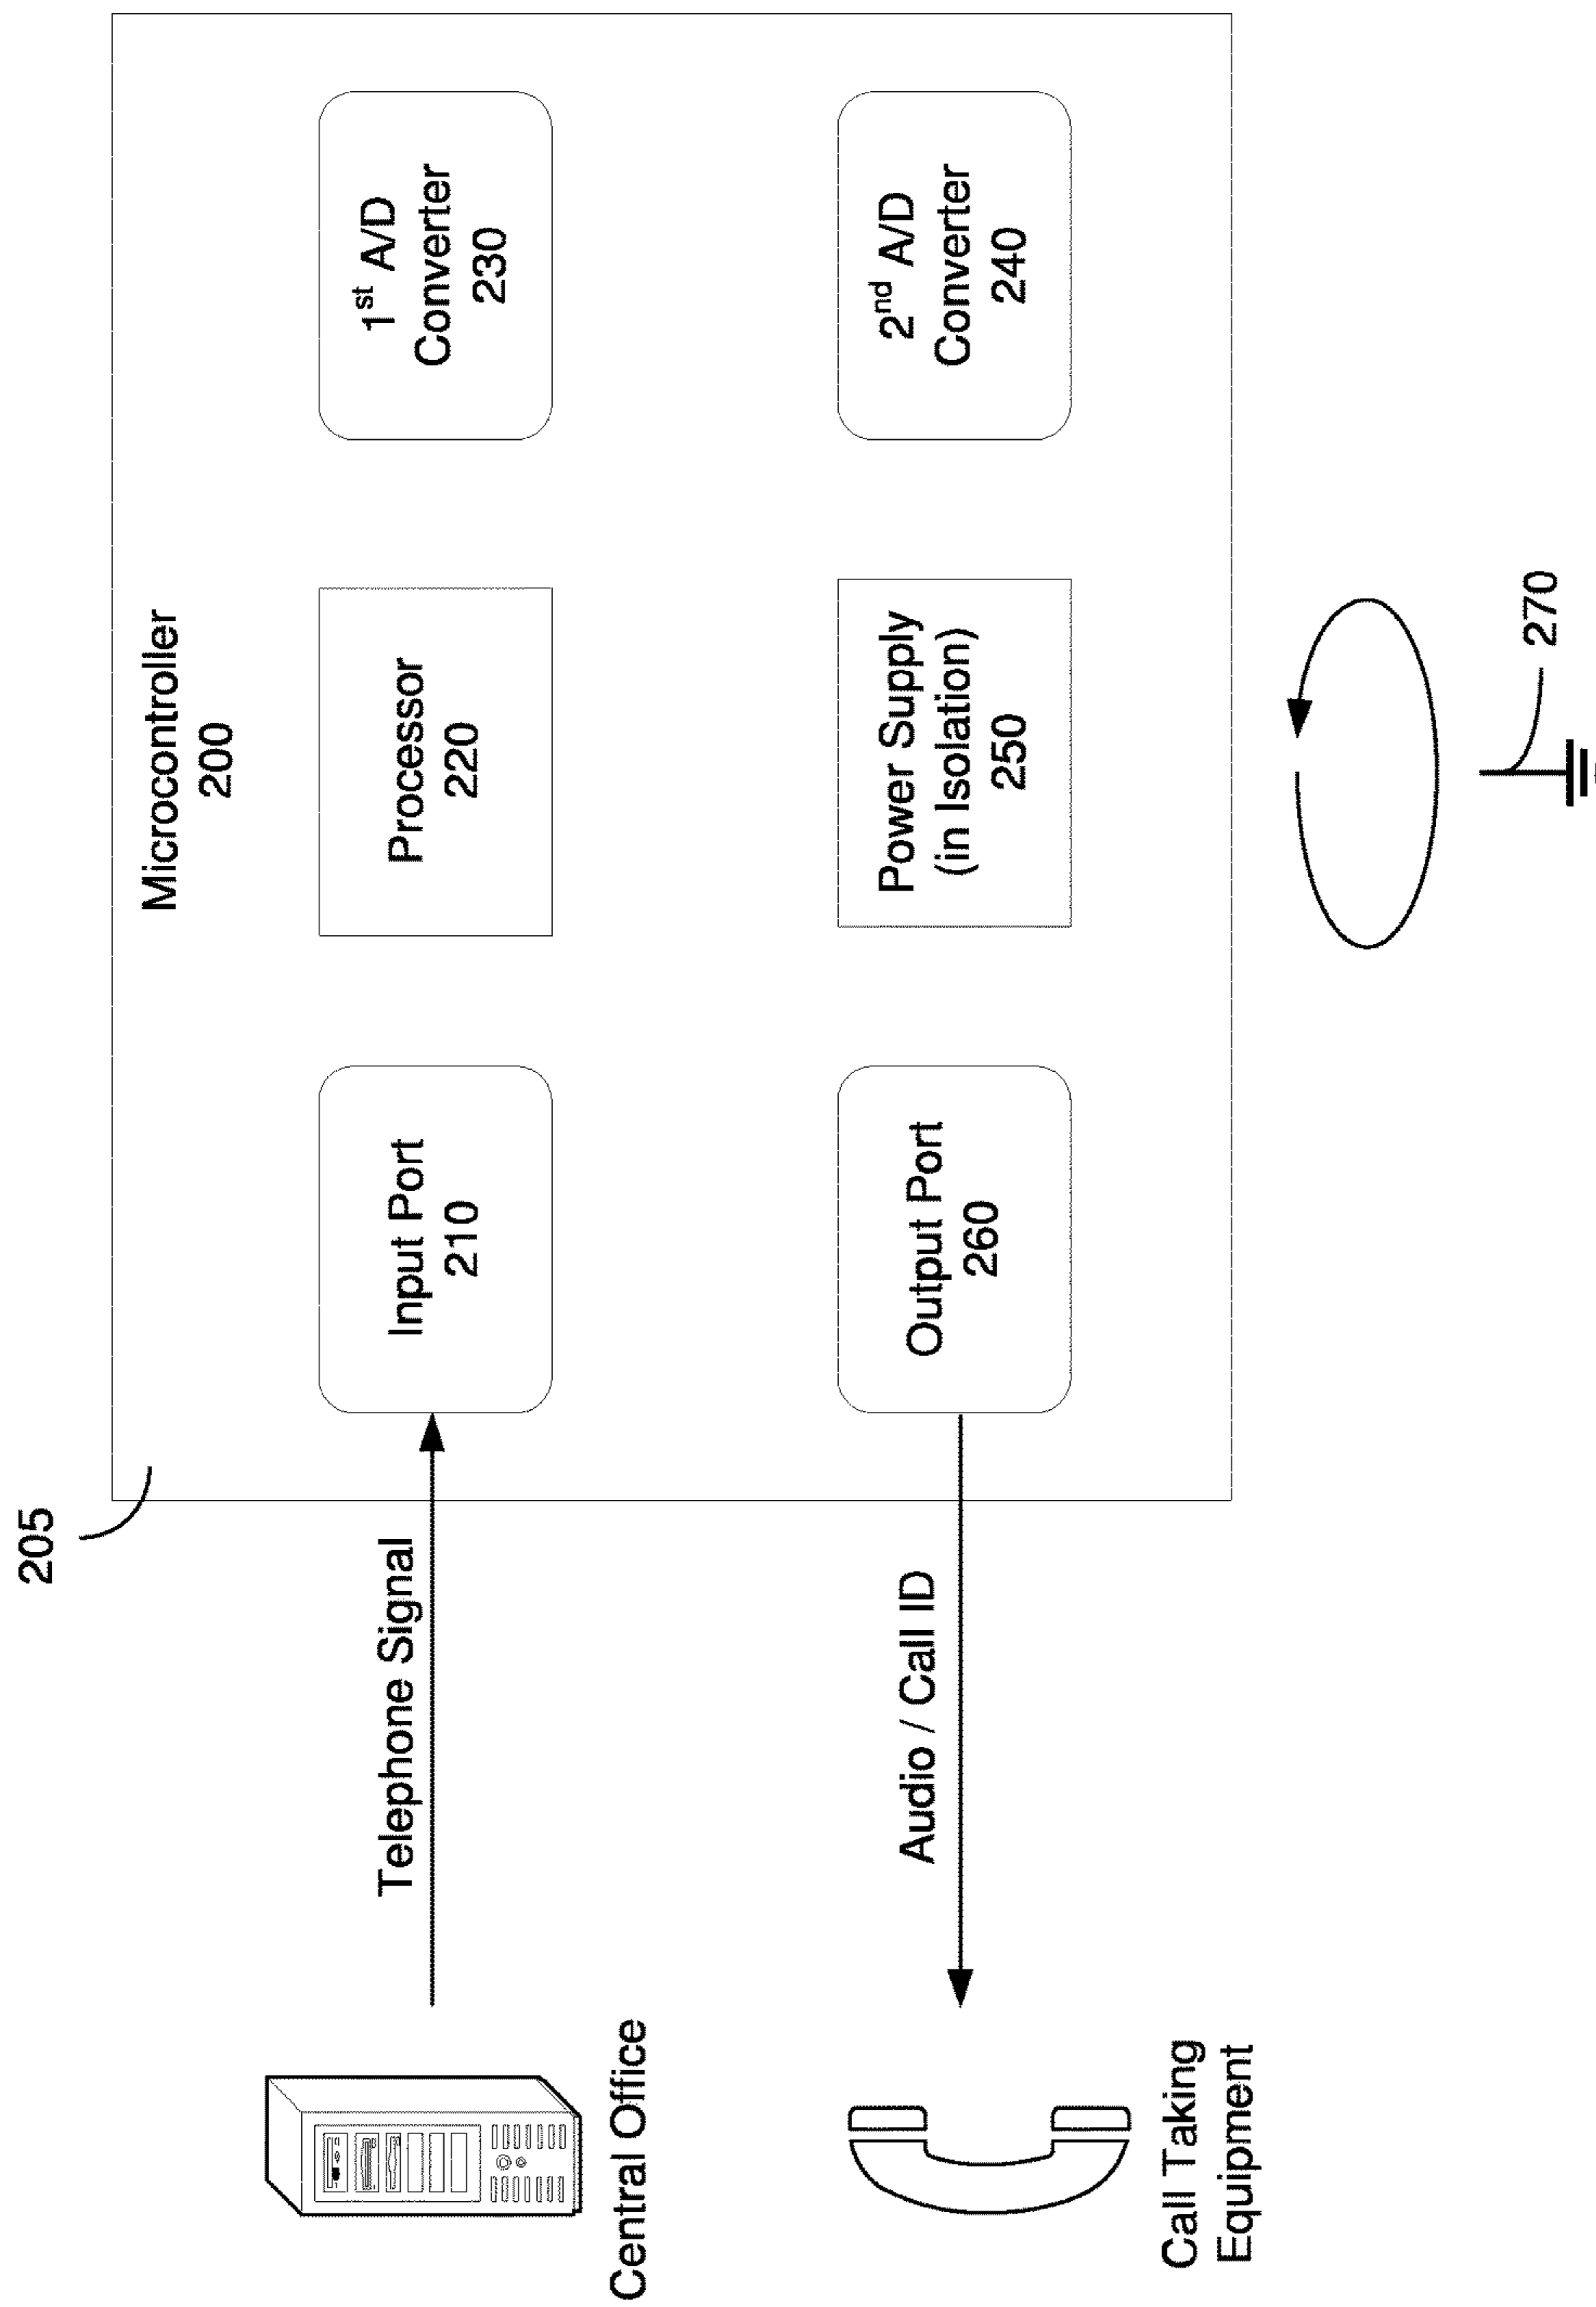 205
Microcontroller
200
Central Office
Telephone Signal
Input Port
210
Processor
220
1st A/D
Converter
230
Call Taking
Equipment
Audio / Call ID
Output Port
260
Power Supply
(in Isolation)
250
2nd A/D
Converter
240
270